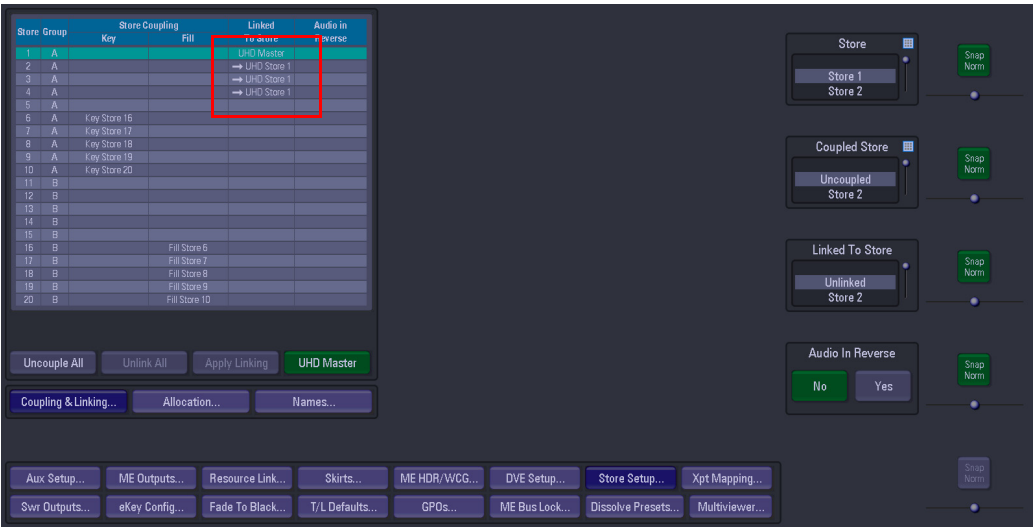 Store Group Store Coupling Linked Audio in
Key Fill To Store Reverse
1 A UHD Master
2 A → UHD Store 1
3 A → UHD Store 1
4 A → UHD Store 1
5 A
6 A Key Store 16
7 A Key Store 17
8 A Key Store 18
9 A Key Store 19
10 A Key Store 20
11 B
12 B
13 B
14 B
15 B
16 B Fill Store 6
17 B Fill Store 7
18 B Fill Store 8
19 B Fill Store 9
20 B Fill Store 10
Uncouple All Unlink All Apply Linking UHD Master
Coupling & Linking... Allocation... Names...
Store
Store 1
Store 2
Snap
Norm
Coupled Store
Uncoupled
Store 2
Snap
Norm
Linked To Store
Unlinked
Store 2
Snap
Norm
Audio In Reverse
No Yes
Snap
Norm
Snap
Norm
Aux Setup... ME Outputs... Resource Link... Skirts... ME HDR/WCG... DVE Setup... Store Setup... Xpt Mapping...
Swr Outputs... eKey Config... Fade To Black... T/L Defaults... GPOs... ME Bus Lock... Dissolve Presets... Multiviewer...